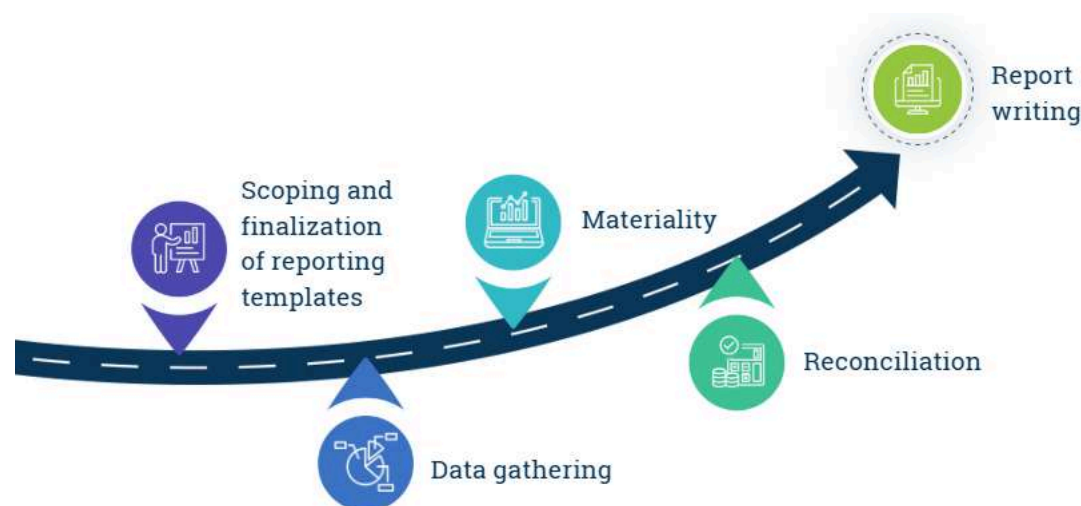 Scoping and
finalization
of reporting
templates
Data gathering
Materiality
Reconciliation
Report
writing